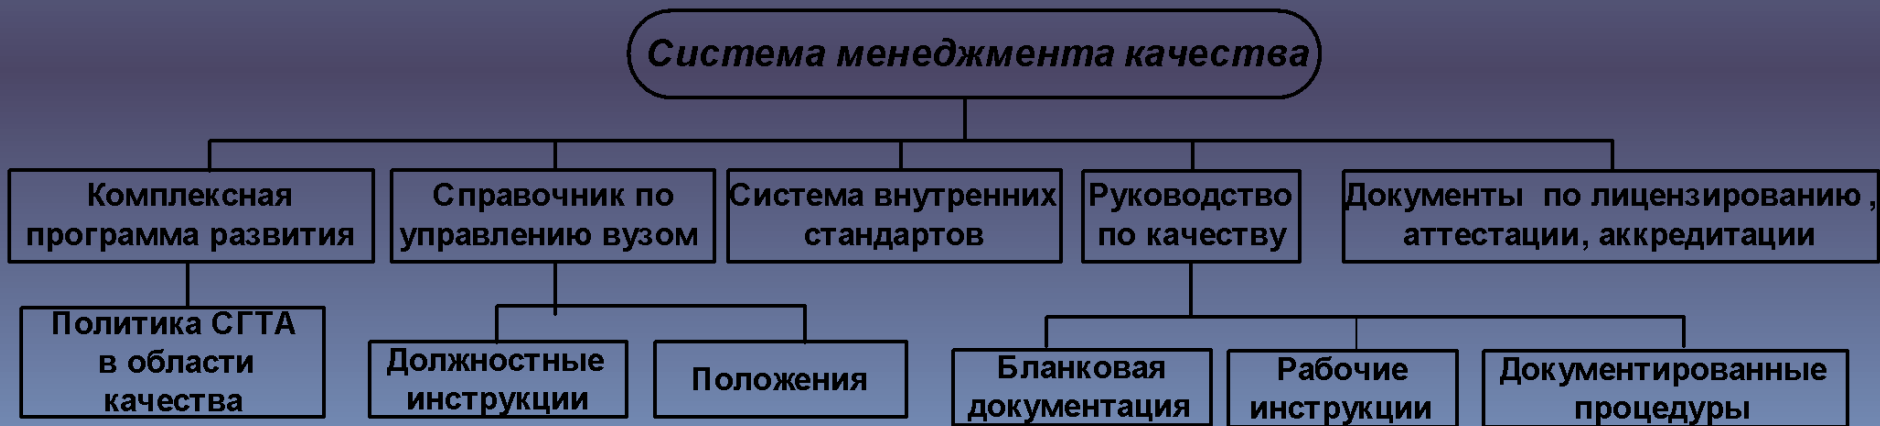 Система менеджмента качества
Комплексная
программа развития
Справочник по
управлению вузом
Система внутренних
стандартов
Руководство
по качеству
Документы по лицензированию ,
аттестации, аккредитации
Политика СГТА
в области
качества
Должностные
инструкции
Положения
Бланковая
документация
Рабочие
инструкции
Документированные
процедуры